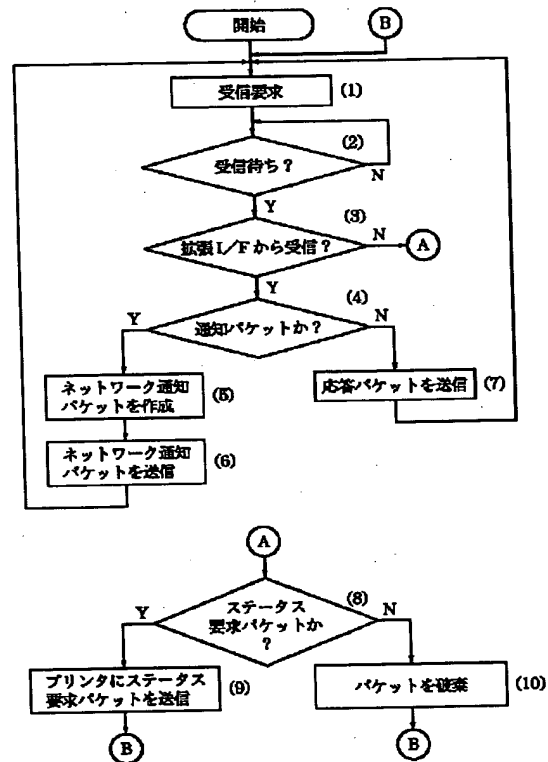 開始
B
受信要求
(1)
(2)
受信待ち?
N
Y
(3)
拡張I/Fから受信?
N
A
Y
(4)
Y
通知パケットか?
N
ネットワーク通知
パケットを作成
(5)
応答パケットを送信
(7)
ネットワーク通知
パケットを送信
(6)
A
(8)
Y
ステータス
要求パケットか
?
N
プリンタにステータス
要求パケットを送信
(9)
パケットを破棄
(10)
B
B